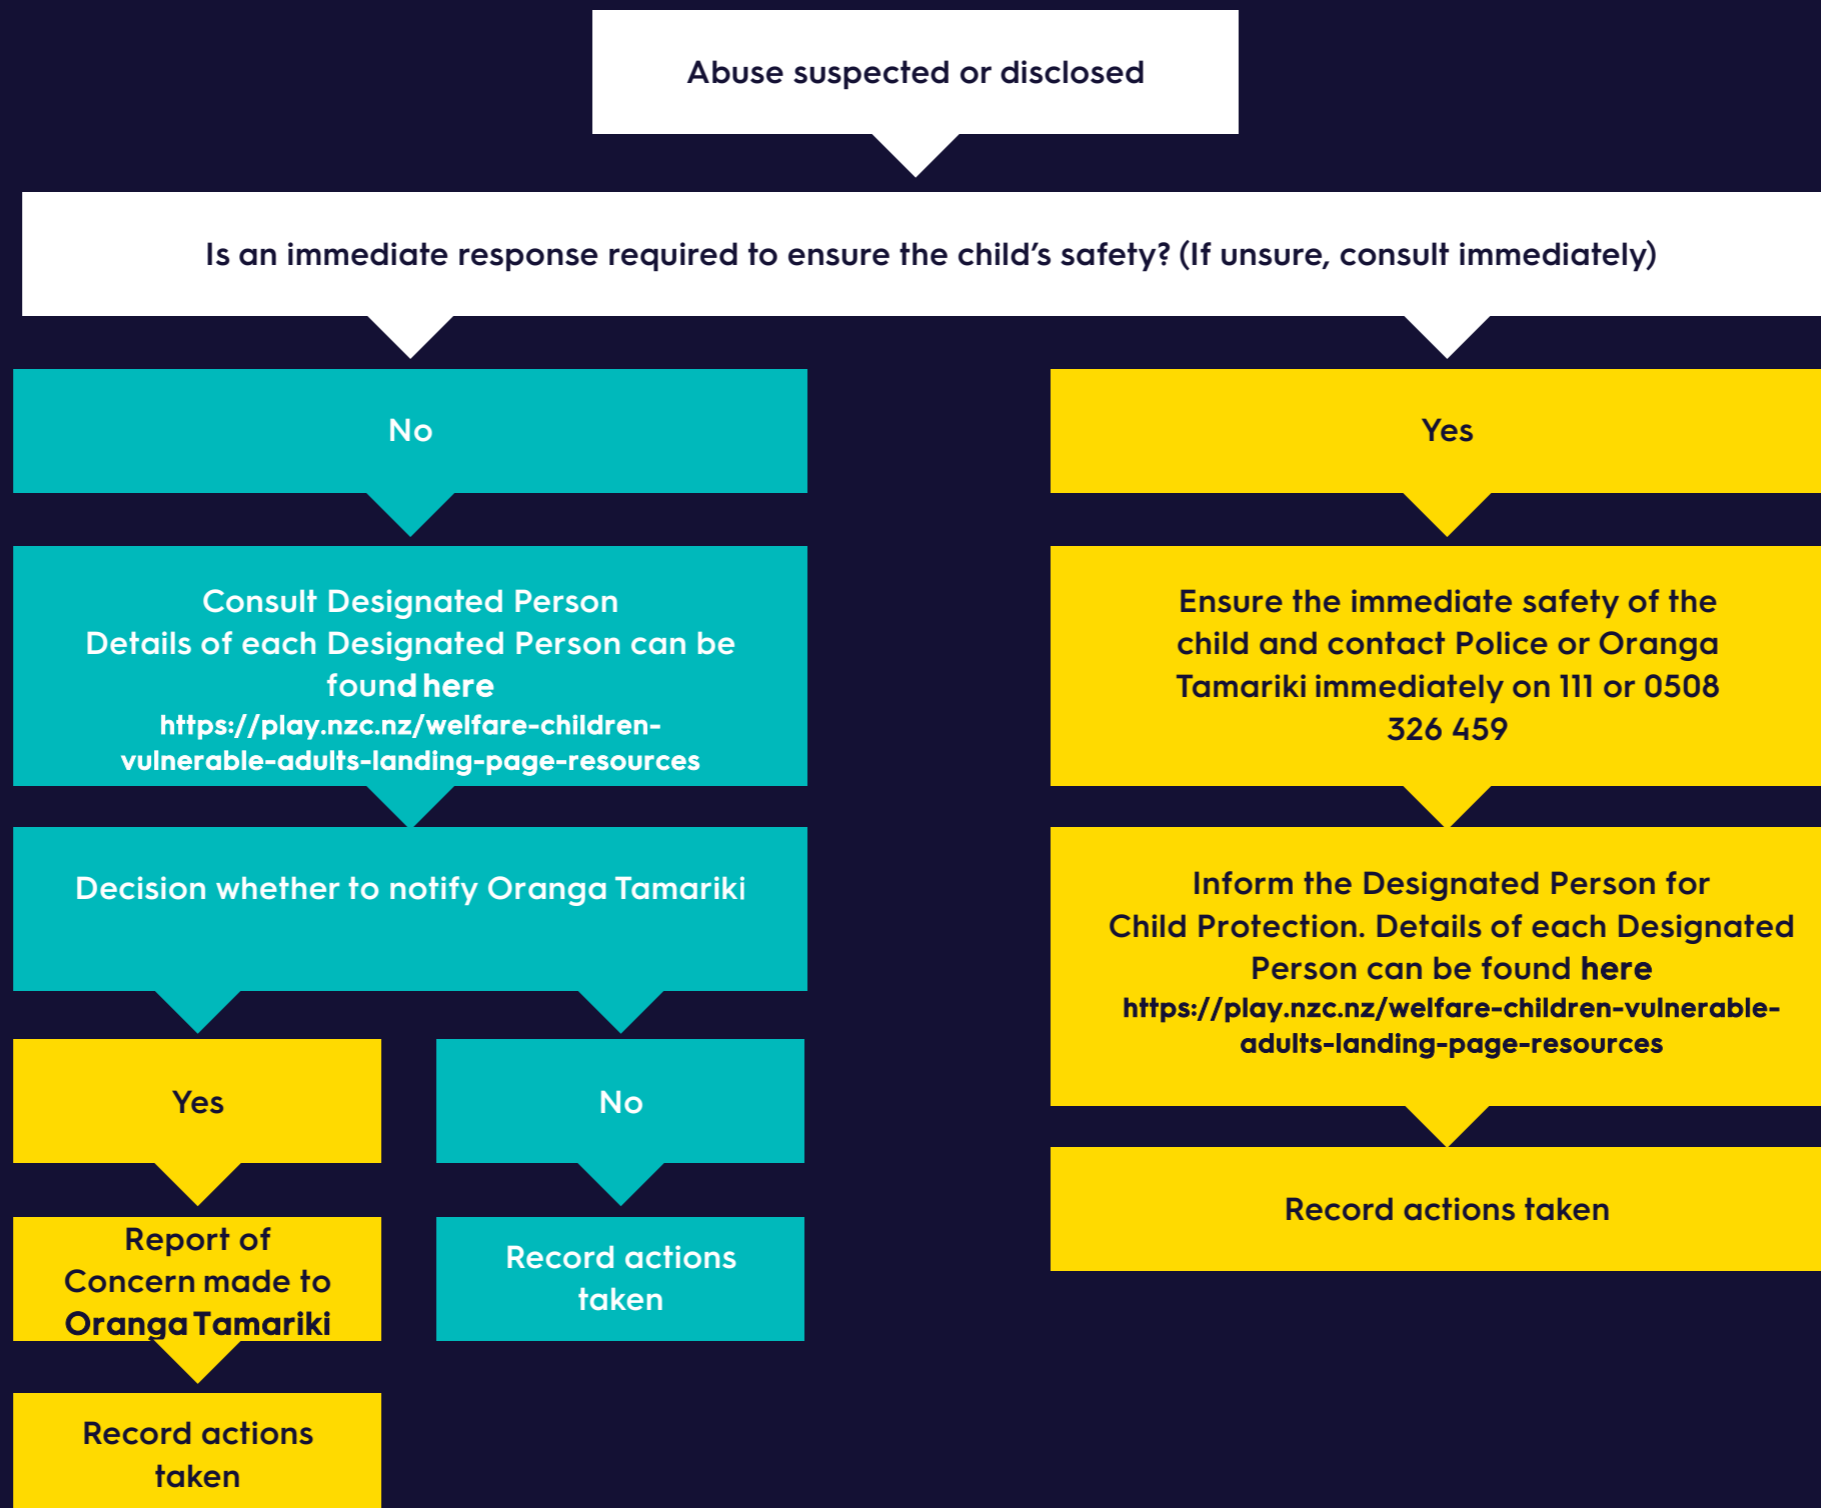 Abuse suspected or disclosed
Is an immediate response required to ensure the child's safety? (If unsure, consult immediately)
No
Consult Designated Person
Details of each Designated Person can be
found here
https://play.nzc.nz/welfare-children-
vulnerable-adults-landing-page-resources
Decision whether to notify Oranga Tamariki
Yes
Report of
Concern made to
Oranga Tamariki
Record actions
taken
No
Record actions
taken
Yes
Ensure the immediate safety of the
child and contact Police or Oranga
Tamariki immediately on 111 or 0508
326 459
Inform the Designated Person for
Child Protection. Details of each Designated
Person can be found here
https://play.nzc.nz/welfare-children-vulnerable-
adults-landing-page-resources
Record actions taken